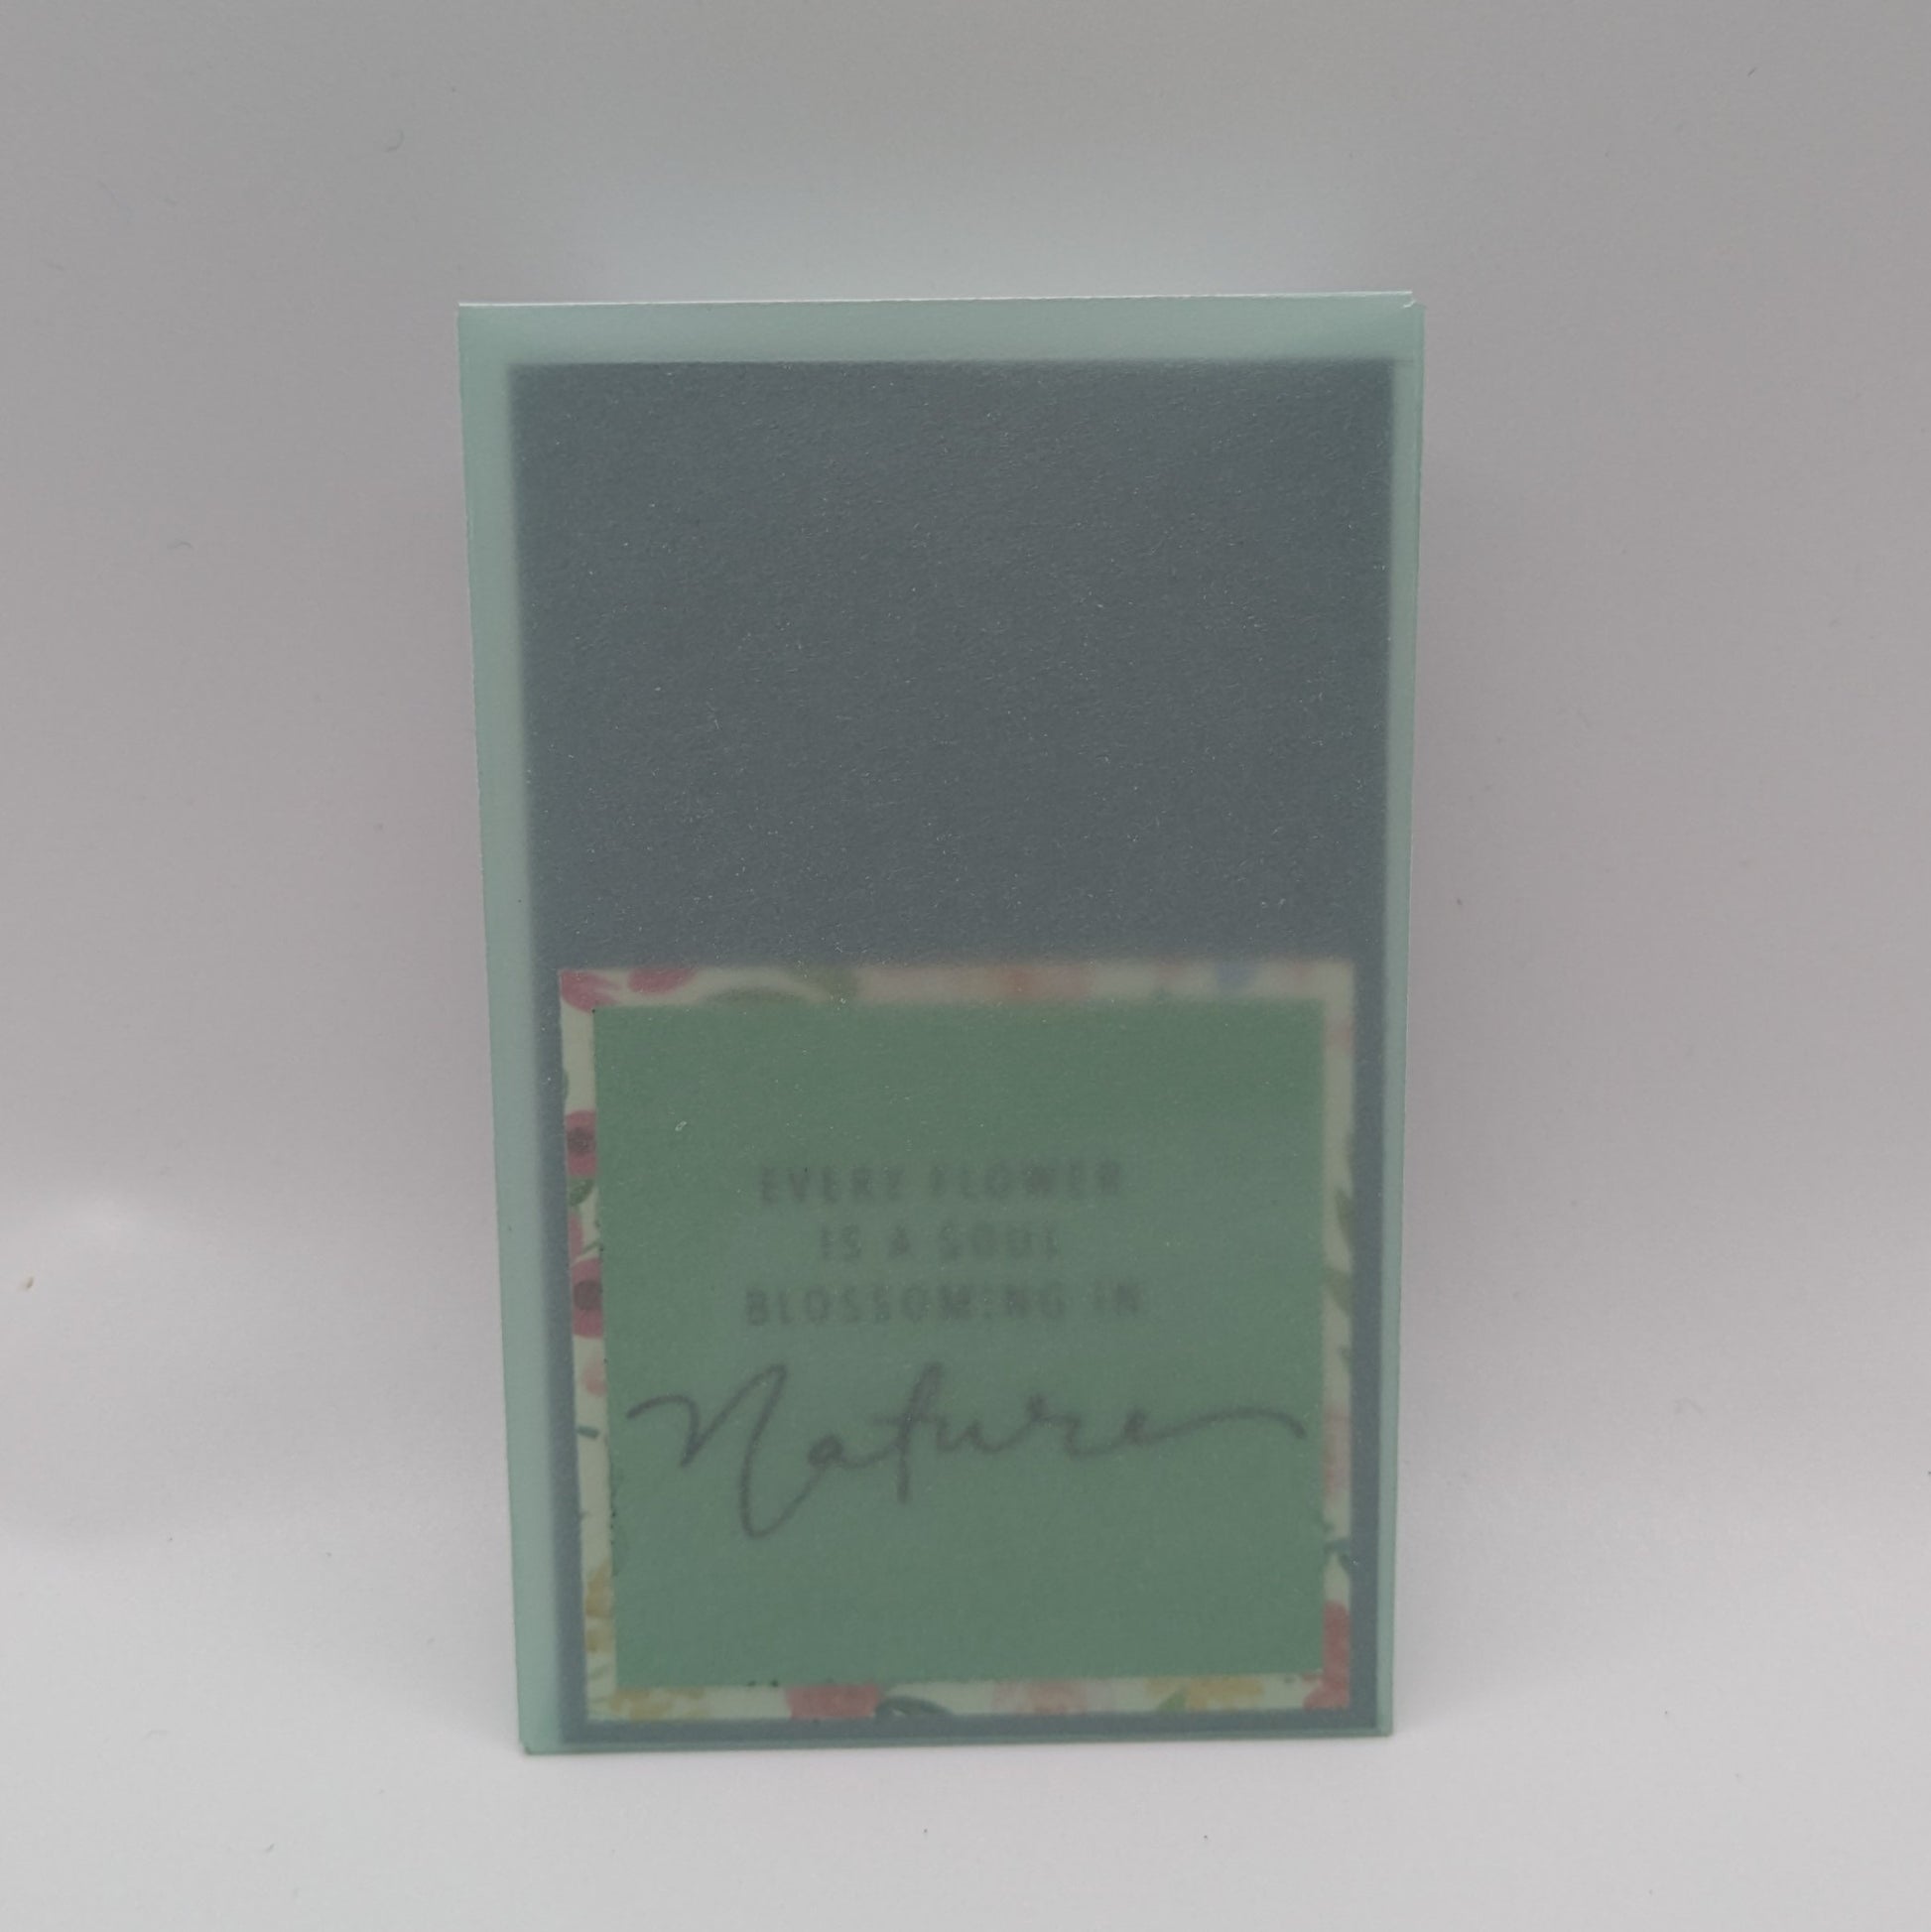 EVERY FLOWER
IS A SOUL
BLOSSOMING IN
Nature